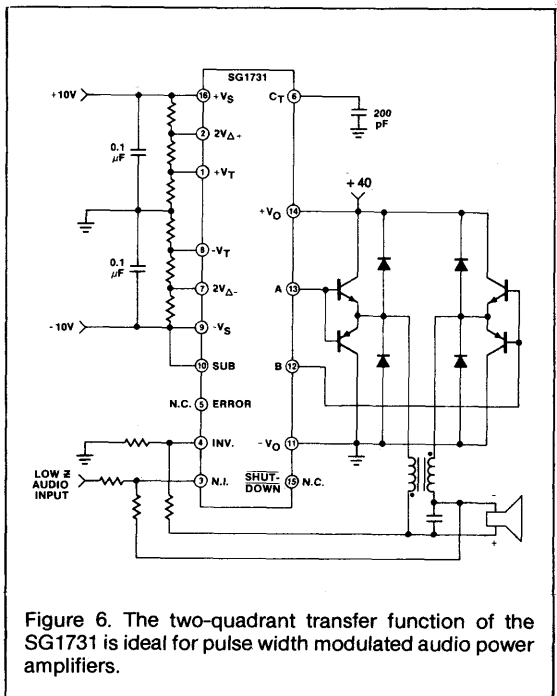 SG1731
+10V
16 +VS
CT 6
200
pF
2 2VΔ+
0.1
µF
1 +VT
+ 40
+VO 14
8 -VT
0.1
µF
7 2VΔ-
A 13
- 10V
9 -VS
10 SUB
B 12
N.C. 5 ERROR
4 INV.
-VO 11
LOW Z
AUDIO
INPUT
3 N.I.
SHUT-
DOWN
15 N.C.
-
+
Figure 6. The two-quadrant transfer function of the
SG1731 is ideal for pulse width modulated audio power
amplifiers.